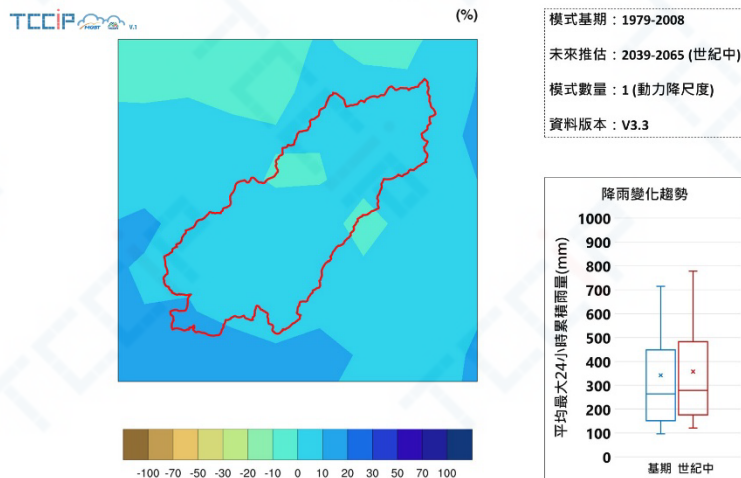 TCCIP MOST V.1
(%)
模式基期：1979-2008
未來推估：2039-2065 (世紀中)
模式數量：1 (動力降尺度)
資料版本：V3.3
-100 -70 -50 -30 -20 -10 0 10 20 30 50 70 100
降雨變化趨勢
平均最大24小時累積雨量(mm)
1000
900
800
700
600
500
400
300
200
100
0
基期 世紀中